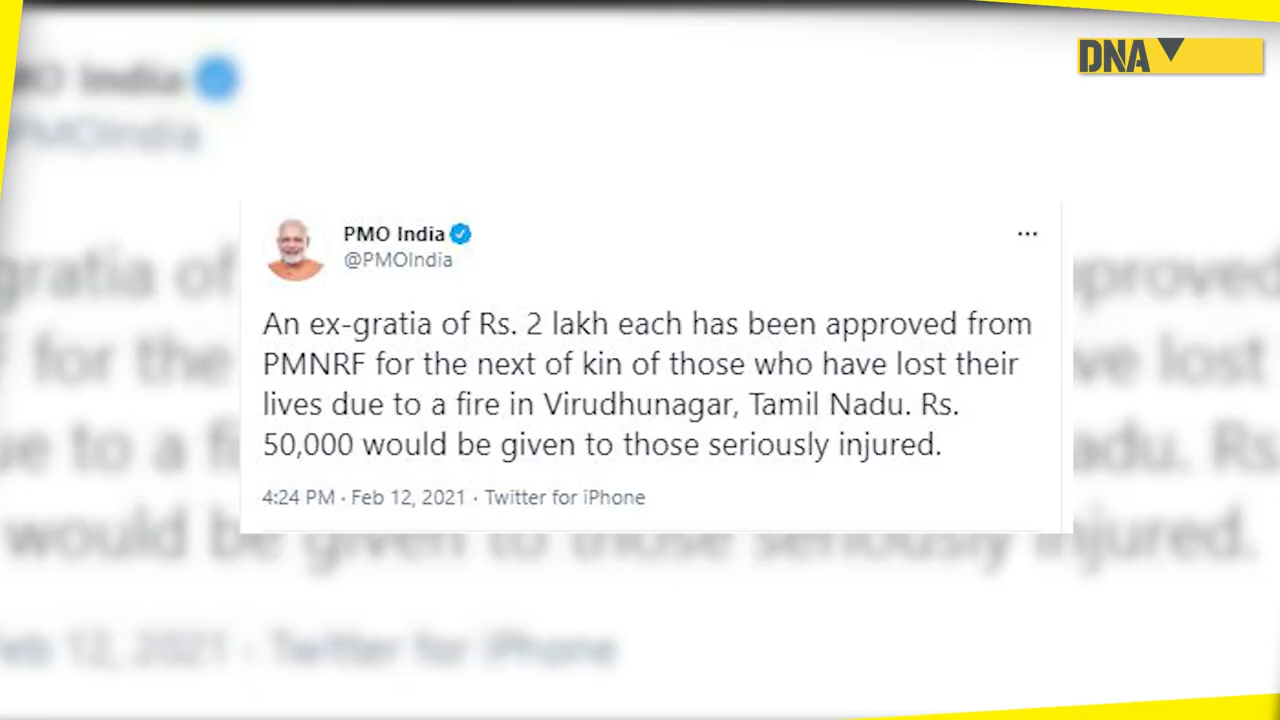 DNA
PMO India
@PMOIndia
An ex-gratia of Rs. 2 lakh each has been approved from
PMNRF for the next of kin of those who have lost their
lives due to a fire in Virudhunagar, Tamil Nadu. Rs.
50,000 would be given to those seriously injured.
4:24 PM · Feb 12, 2021 · Twitter for iPhone